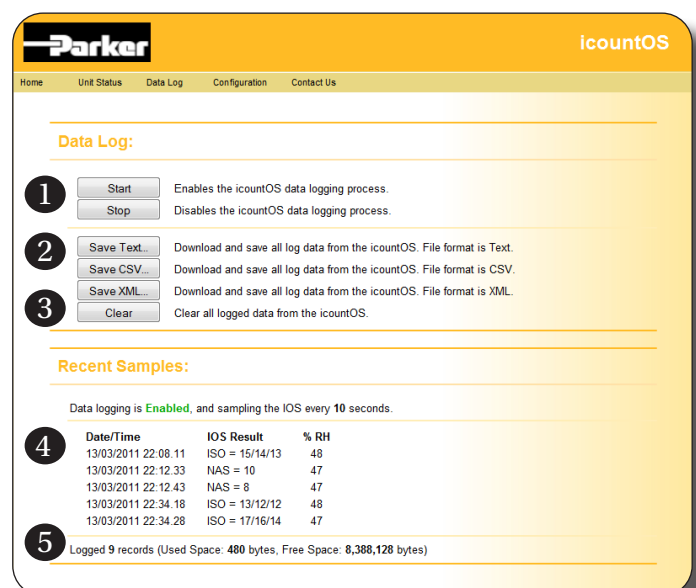 Parker icountOS
Home Unit Status Data Log Configuration Contact Us
Data Log:
1 Start Enables the icountOS data logging process.
Stop Disables the icountOS data logging process.
2 Save Text... Download and save all log data from the icountOS. File format is Text.
Save CSV... Download and save all log data from the icountOS. File format is CSV.
Save XML... Download and save all log data from the icountOS. File format is XML.
3 Clear Clear all logged data from the icountOS.
Recent Samples:
Data logging is Enabled, and sampling the IOS every 10 seconds.
4 Date/Time IOS Result % RH
13/03/2011 22:08.11 ISO = 15/14/13 48
13/03/2011 22:12.33 NAS = 10 47
13/03/2011 22:12.43 NAS = 8 47
13/03/2011 22:34.18 ISO = 13/12/12 48
13/03/2011 22:34.28 ISO = 17/16/14 47
5 Logged 9 records (Used Space: 480 bytes, Free Space: 8,388,128 bytes)